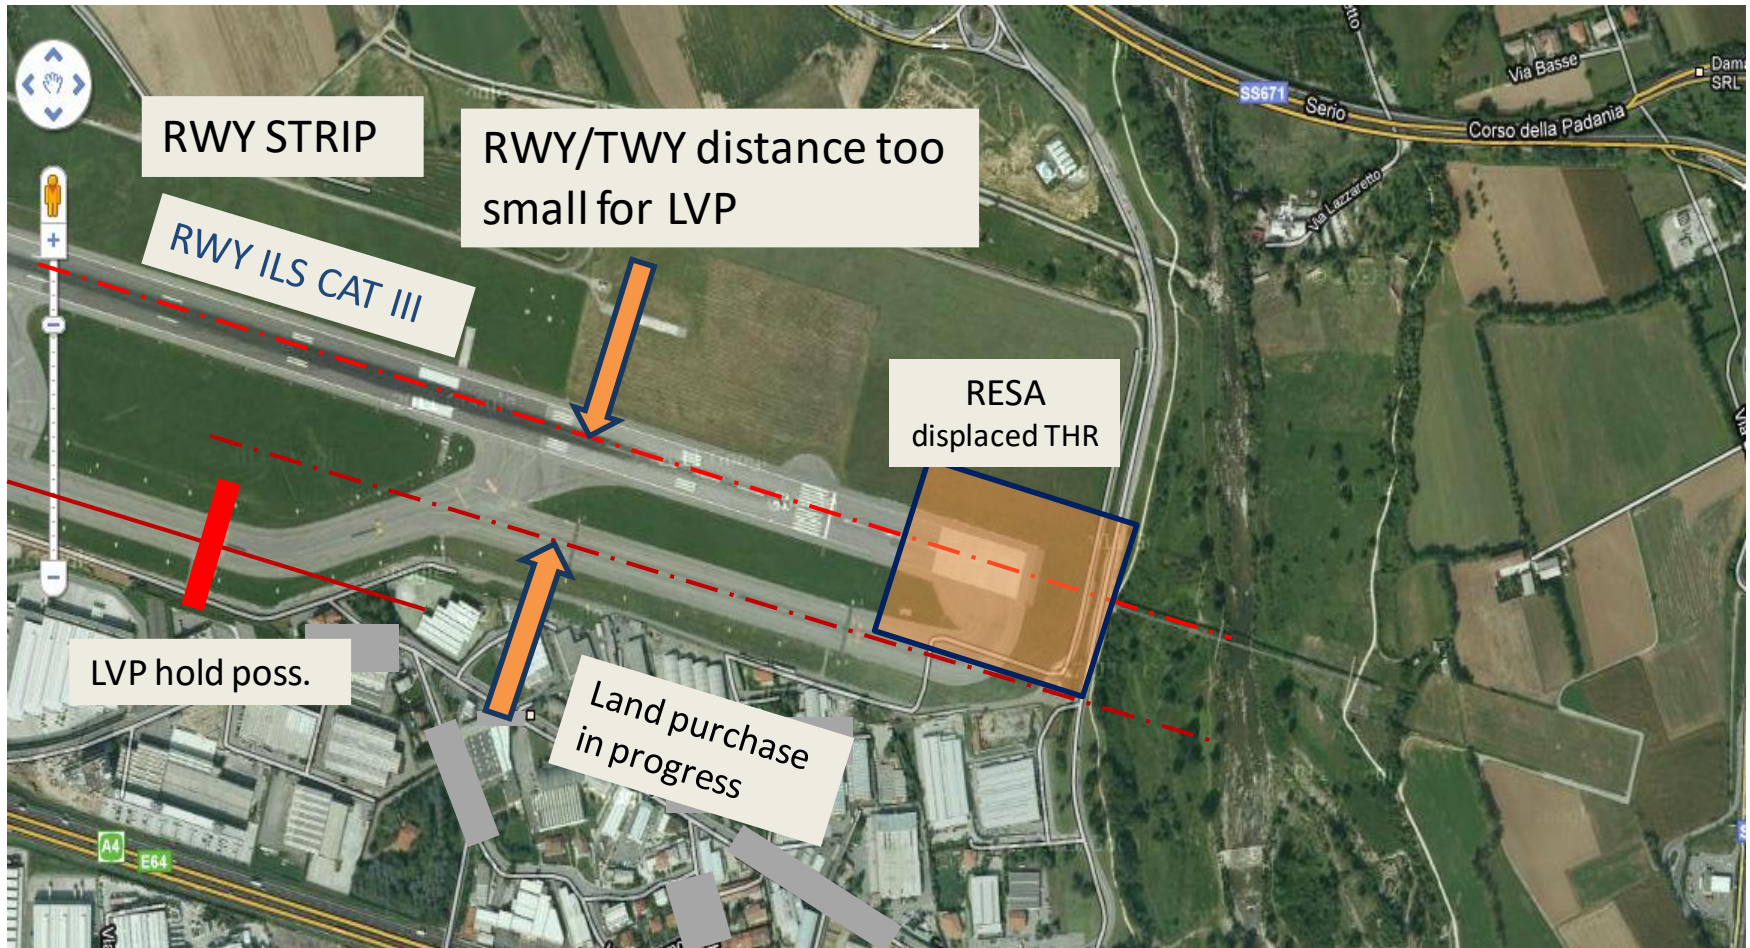 RWY STRIP
RWY/TWY distance too
small for LVP
RWY ILS CAT III
RESA
displaced THR
LVP hold poss.
Land purchase
in progress
SS671
Serio
Corso della Padania
Via Basse
SRL
Via Lazzaretto
A4
E64